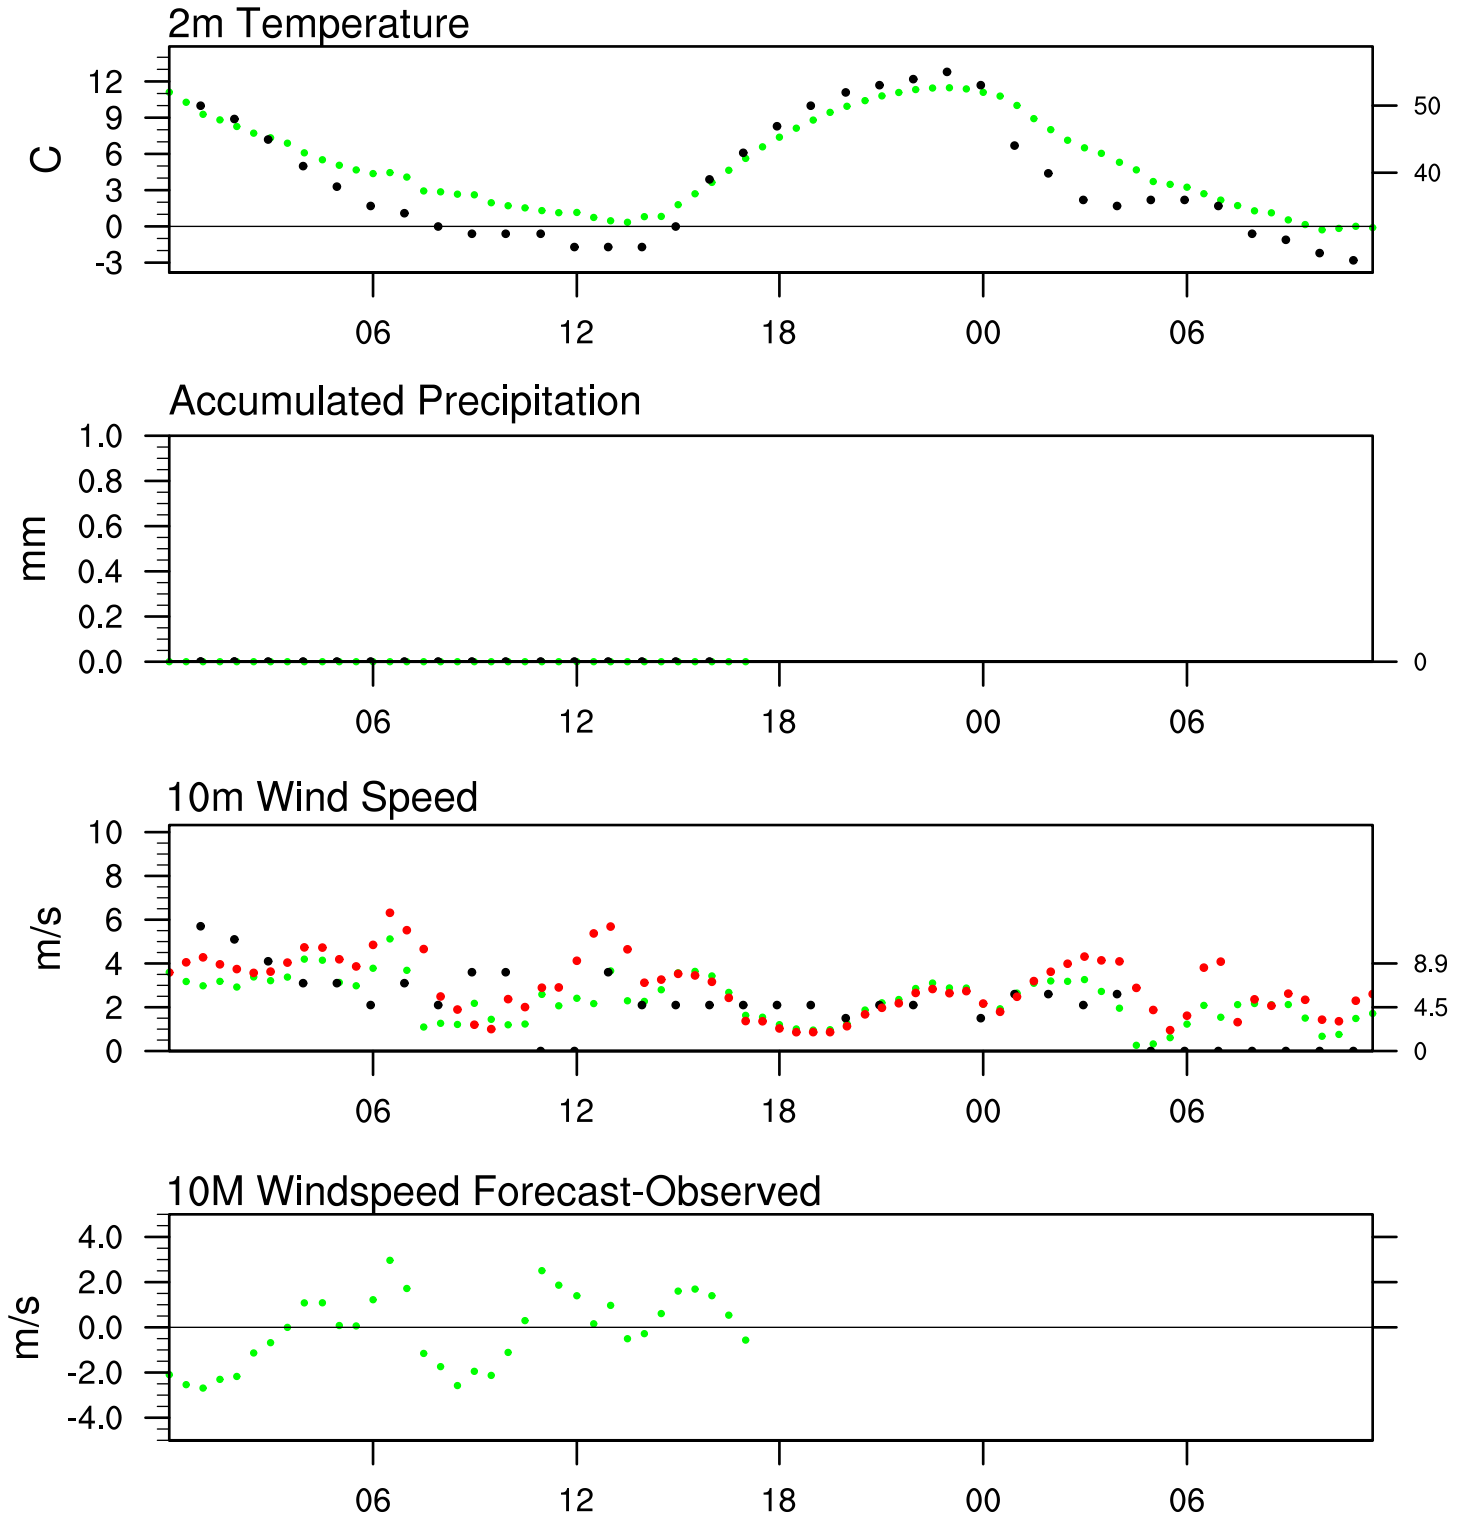 2m Temperature
12
9
6
3
0
-3
C
50
40
06 12 18 00 06
Accumulated Precipitation
1.0
0.8
0.6
0.4
0.2
0.0
mm
0
06 12 18 00 06
10m Wind Speed
10
8
6
4
2
0
m/s
8.9
4.5
0
06 12 18 00 06
10M Windspeed Forecast-Observed
4.0
2.0
0.0
-2.0
-4.0
m/s
06 12 18 00 06